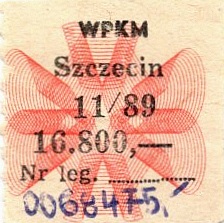 WPKM
Szczecin
11/89
16.800,—
Nr leg. ............
0068475.